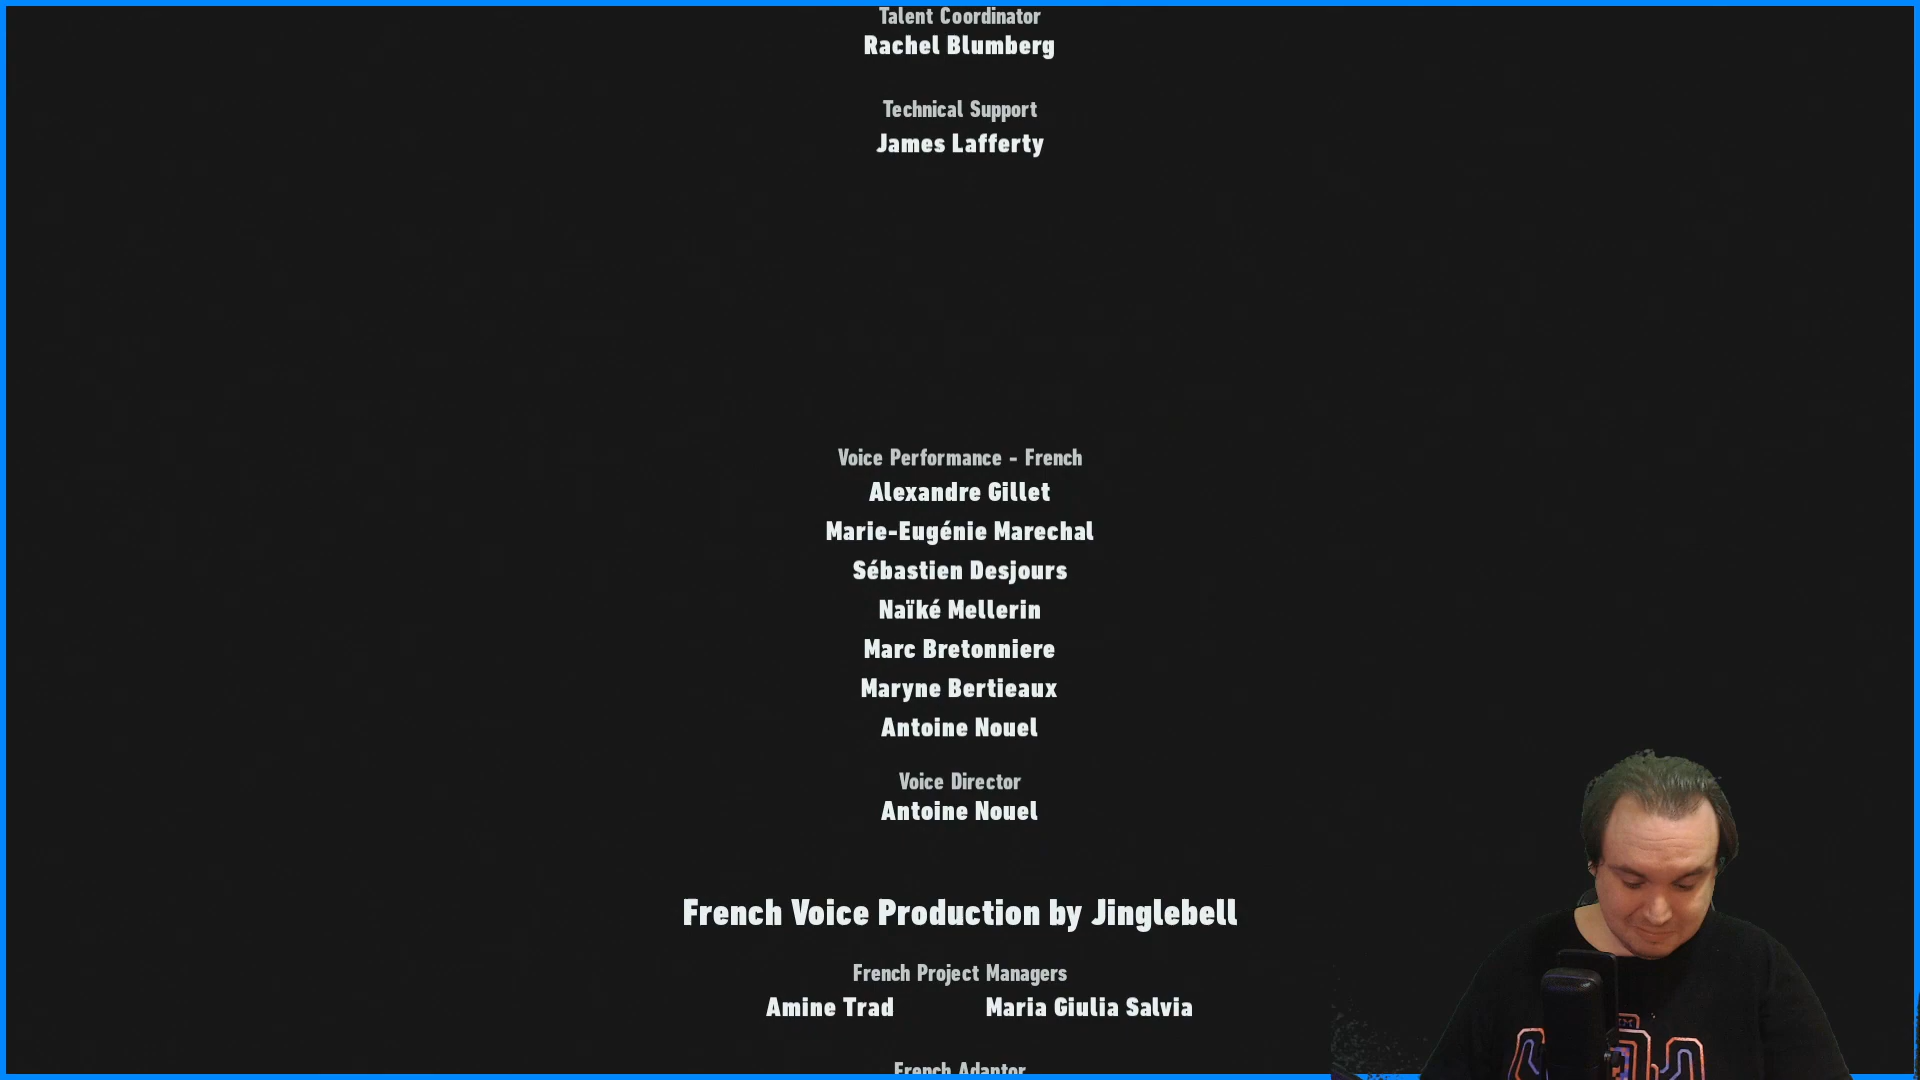 Talent Coordinator
Rachel Blumberg
Technical Support
James Lafferty
Voice Performance - French
Alexandre Gillet
Marie-Eugénie Marechal
Sébastien Desjours
Naïké Mellerin
Marc Bretonniere
Maryne Bertieaux
Antoine Nouel
Voice Director
Antoine Nouel
French Voice Production by Jinglebell
French Project Managers
Amine Trad Maria Giulia Salvia
French Adaptor